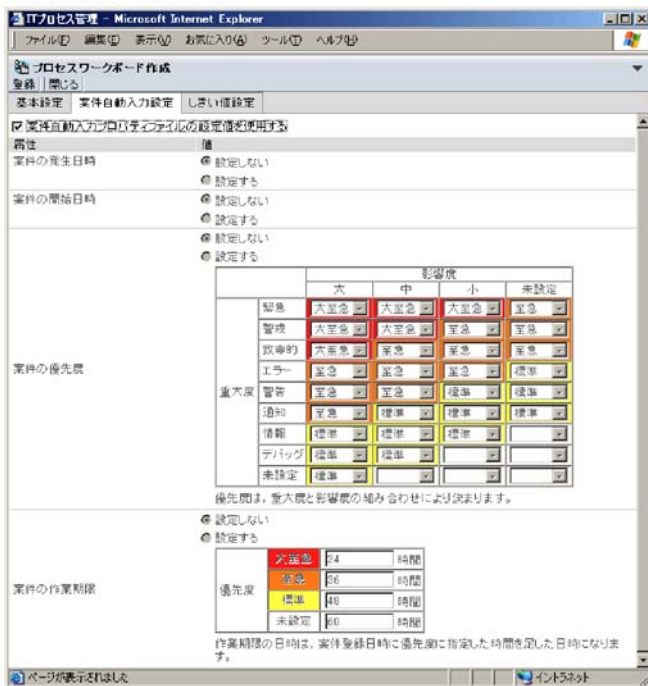 ITプロセス管理 - Microsoft Internet Explorer
ファイル(F) 編集(E) 表示(V) お気に入り(A) ツール(T) ヘルプ(H)
プロセスワークボード作成
登録 | 閉じる
基本設定 案件自動入力設定 しきい値設定
案件自動入力プロパティファイルの設定値を使用する
属性 値
案件の発生日時 設定しない
設定する
案件の開始日時 設定しない
設定する
案件の優先度 設定しない
設定する
影響度
大 中 小 未設定
重大度
緊急 大至急 大至急 大至急 至急
警戒 大至急 大至急 至急 至急
致命的 大至急 至急 至急 至急
エラー 至急 至急 至急 標準
警告 至急 至急 標準 標準
通知 至急 標準 標準 標準
情報 標準 標準 標準
デバッグ 標準 標準
未設定 標準
優先度は、重大度と影響度の組み合わせにより決まります。
案件の作業期限 設定しない
設定する
優先度
大至急 24 時間
至急 36 時間
標準 48 時間
未設定 60 時間
作業期限の日時は、案件登録日時に優先度に指定した時間を足した日時になりま
す。
ページが表示されました イントラネット